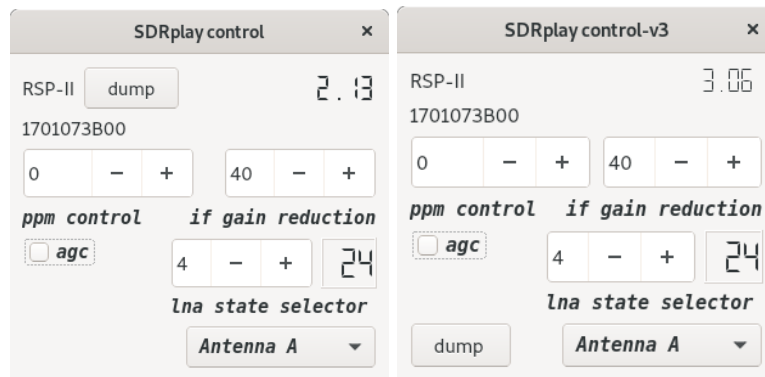 SDRplay control ×
RSP-II dump 2.13
1701073B00
0 − + 40 − +
ppm control if gain reduction
agc 4 − + 24
lna state selector
Antenna A
SDRplay control-v3 ×
RSP-II 3.06
1701073B00
0 − + 40 − +
ppm control if gain reduction
agc 4 − + 24
lna state selector
dump Antenna A